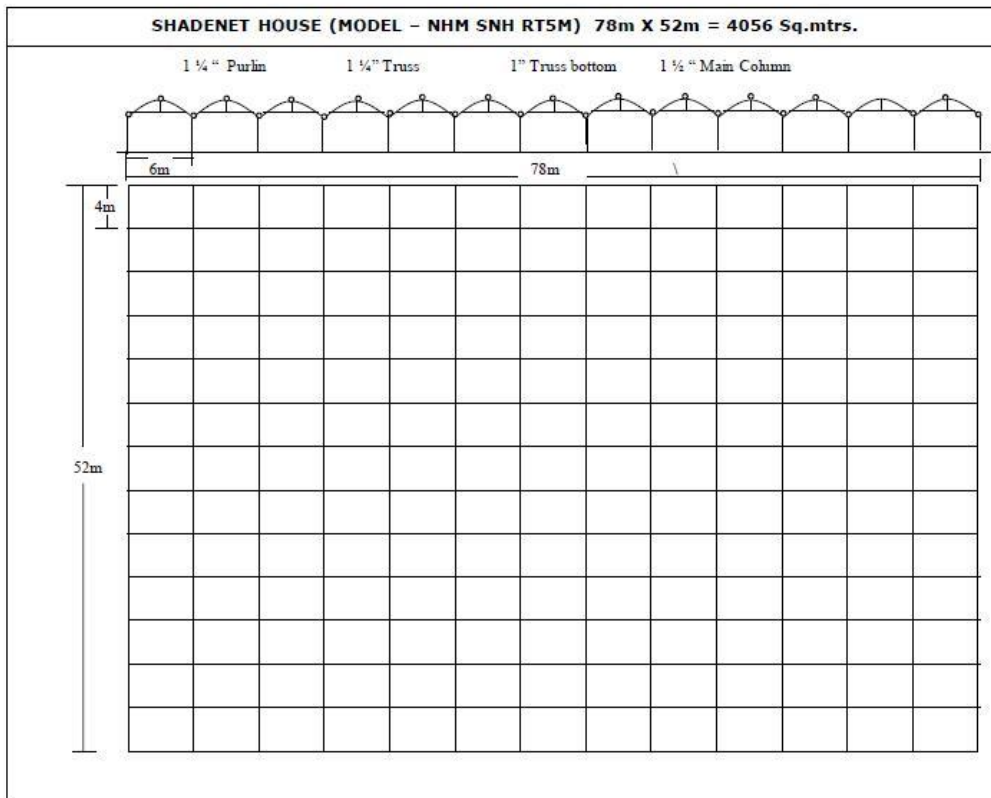 SHADENET HOUSE (MODEL – NHM SNH RT5M) 78m X 52m = 4056 Sq.mtrs.
1 ¼ “ Purlin 1 ¼” Truss 1” Truss bottom 1 ½ “ Main Column
6m 78m \
4m
52m